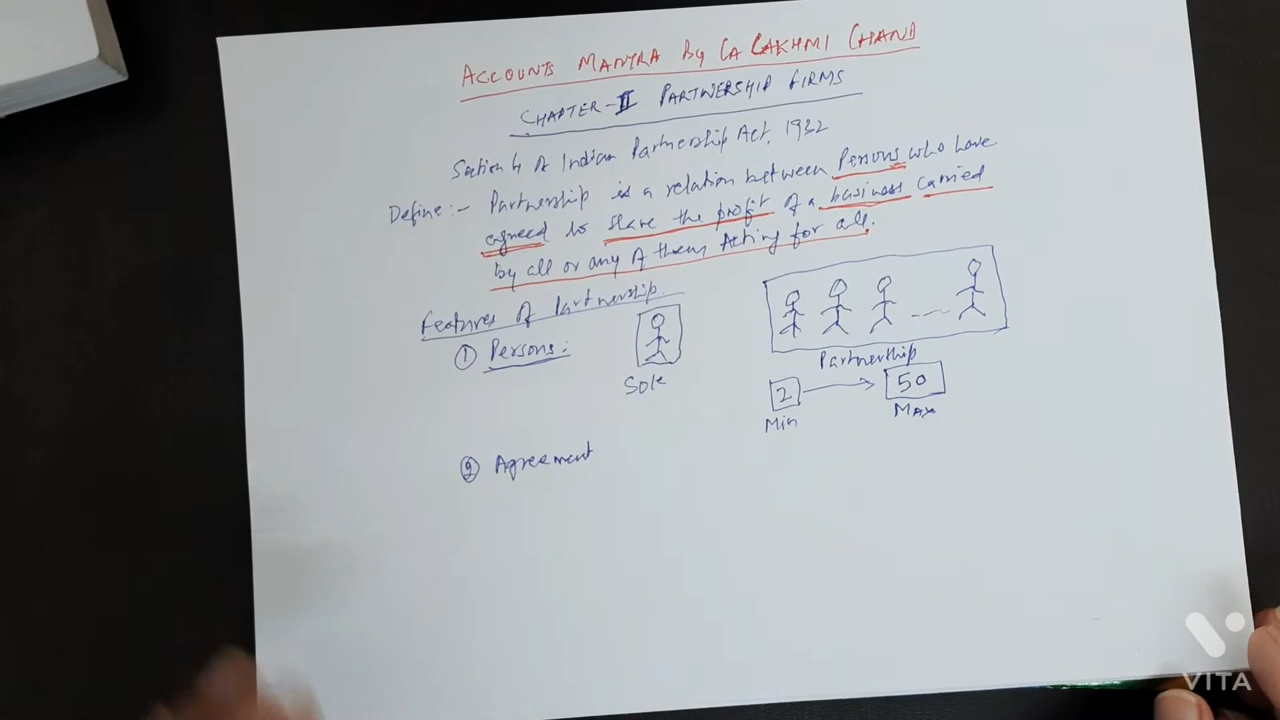 ACCOUNTS MANTRA By CA LAKHMI CHAND
CHAPTER-II PARTNERSHIP FIRMS
Section 4 of Indian Partnership Act, 1932
Define:- Partnership is a relation between Persons who have
agreed to share the profit of a business carried
by all or any of them Acting for all.
Features of Partnership
① Persons:
Sole
Partnership
2 50
Min Max
② Agreement
VITA